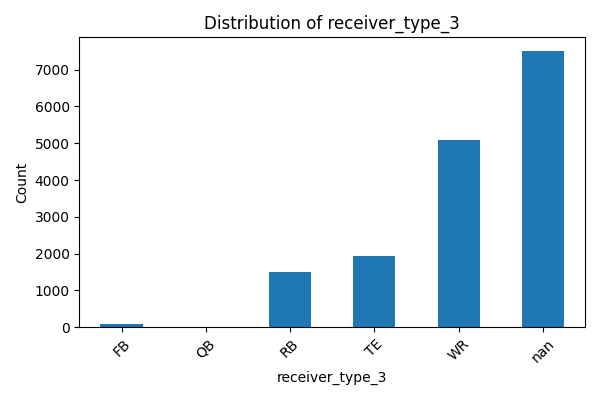 Distribution of receiver_type_3
7000
6000
5000
4000
3000
2000
1000
0
Count
FB
QB
RB
TE
WR
nan
receiver_type_3